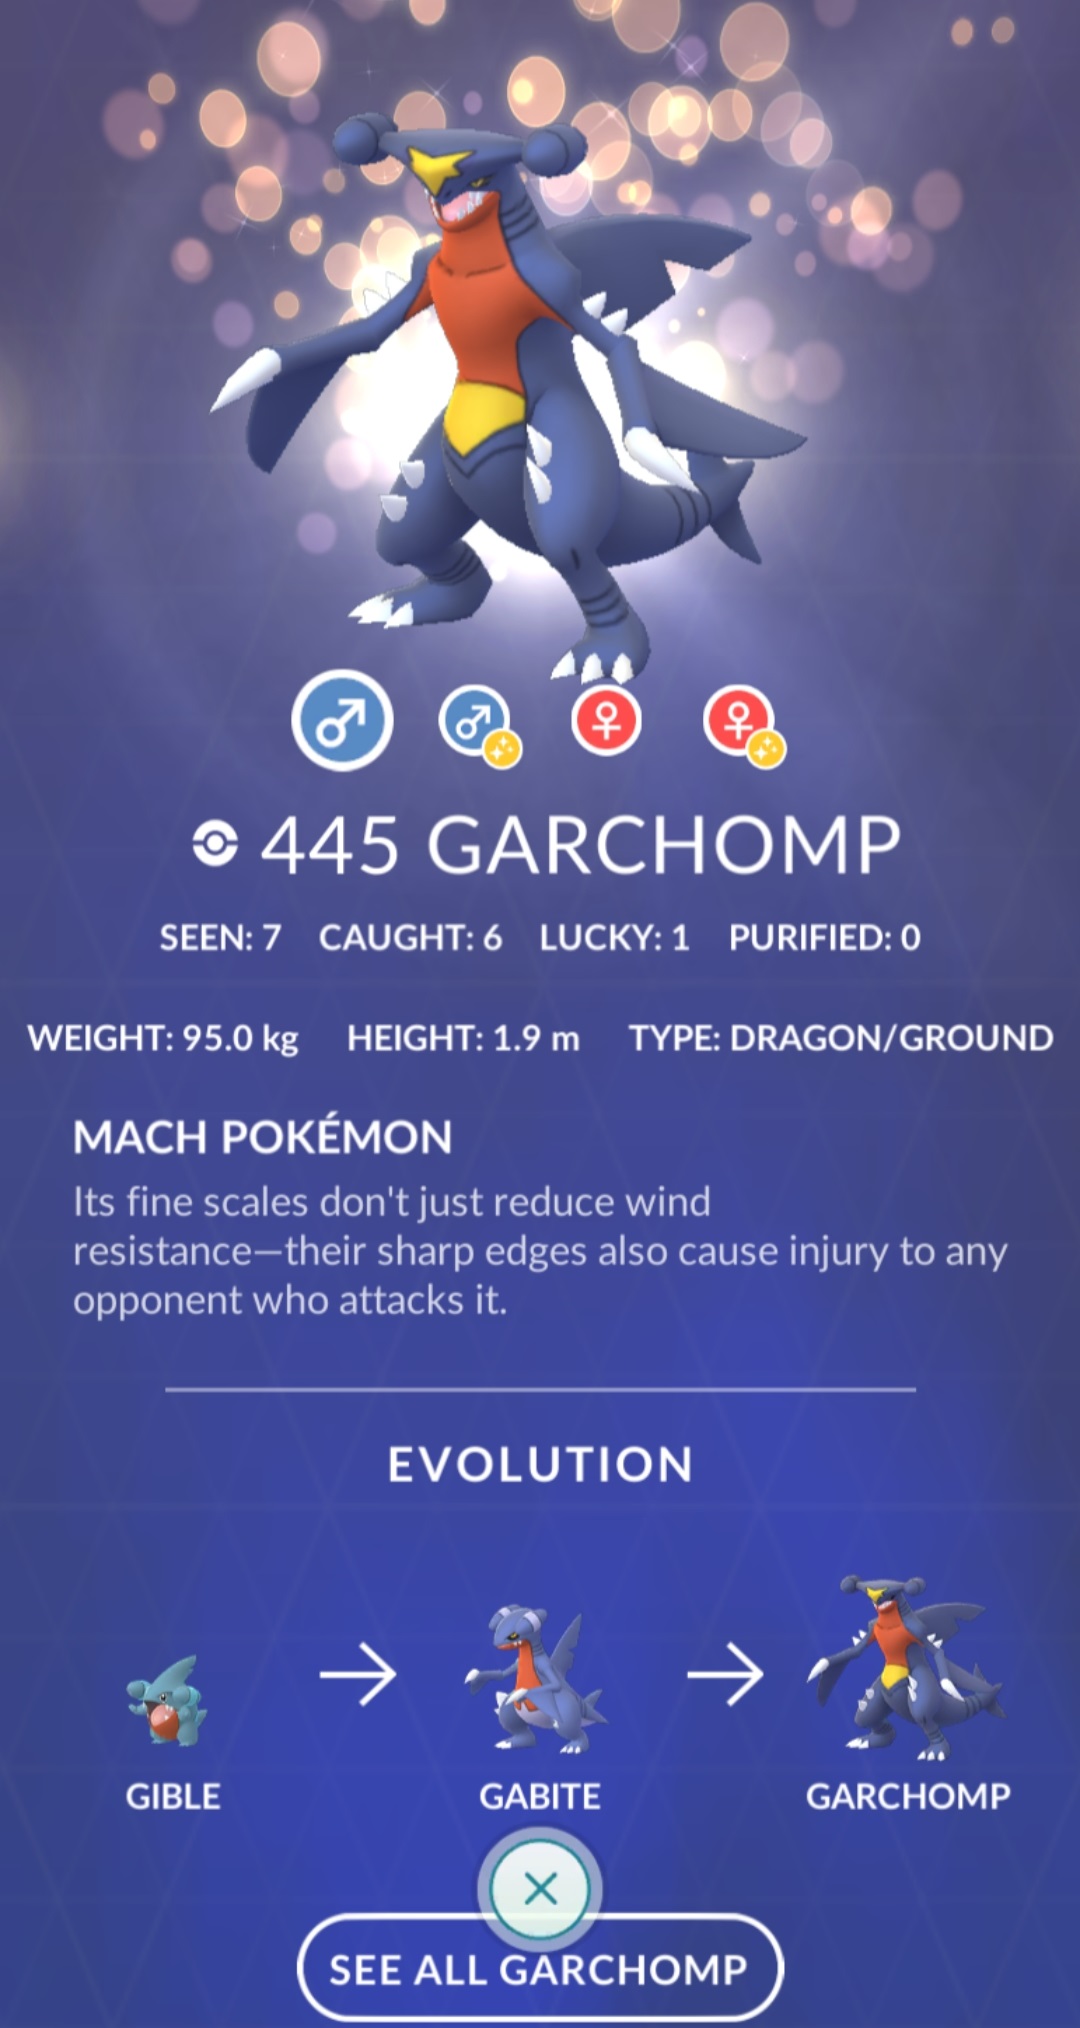 445 GARCHOMP
SEEN: 7 CAUGHT: 6 LUCKY: 1 PURIFIED: 0
WEIGHT: 95.0 kg HEIGHT: 1.9 m TYPE: DRAGON/GROUND
MACH POKÉMON
Its fine scales don't just reduce wind
resistance—their sharp edges also cause injury to any
opponent who attacks it.
EVOLUTION
GIBLE GABITE GARCHOMP
SEE ALL GARCHOMP